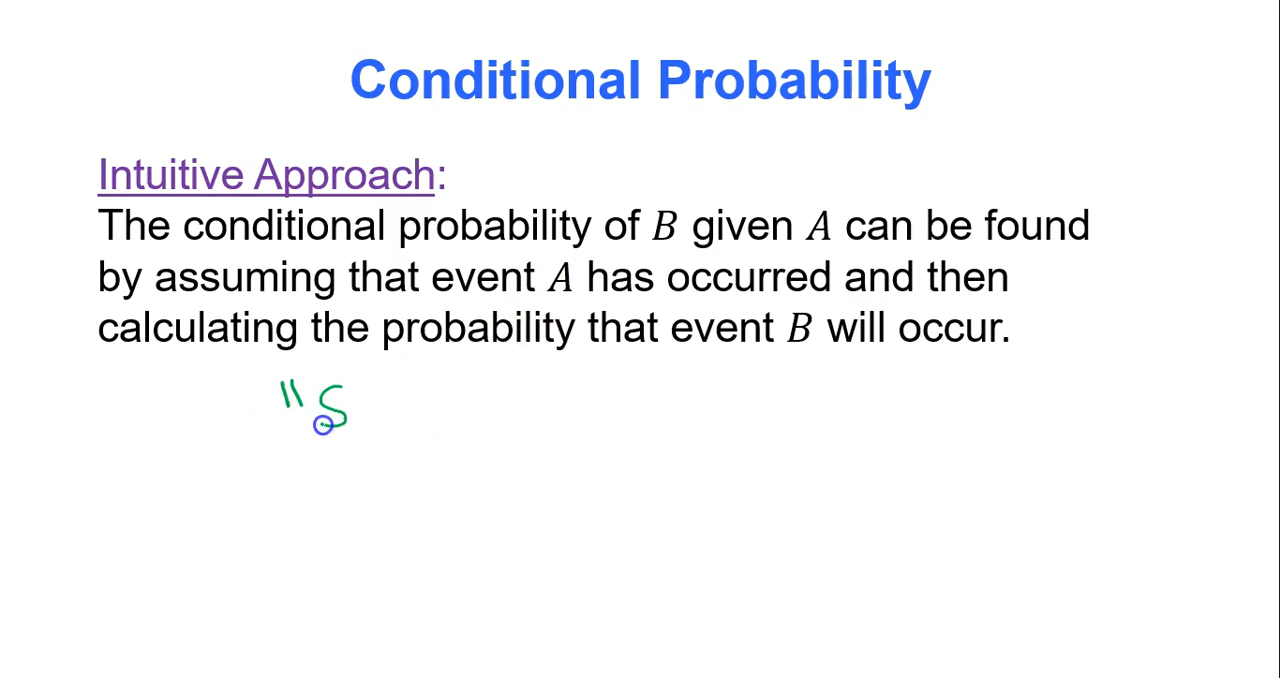 Conditional Probability
Intuitive Approach:
The conditional probability of B given A can be found
by assuming that event A has occurred and then
calculating the probability that event B will occur.
"S